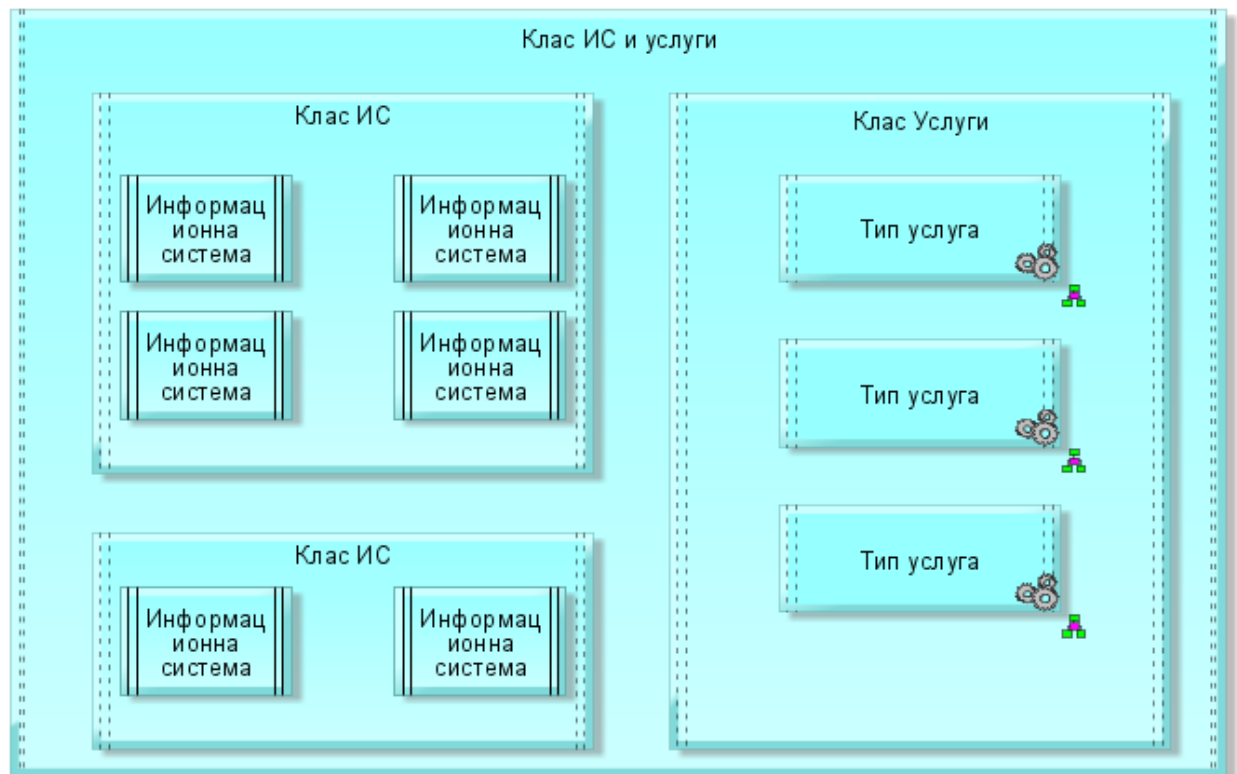 Клас ИС и услуги
Клас ИС
Информац
ионна
система
Информац
ионна
система
Информац
ионна
система
Информац
ионна
система
Клас ИС
Информац
ионна
система
Информац
ионна
система
Клас Услуги
Тип услуга
Тип услуга
Тип услуга